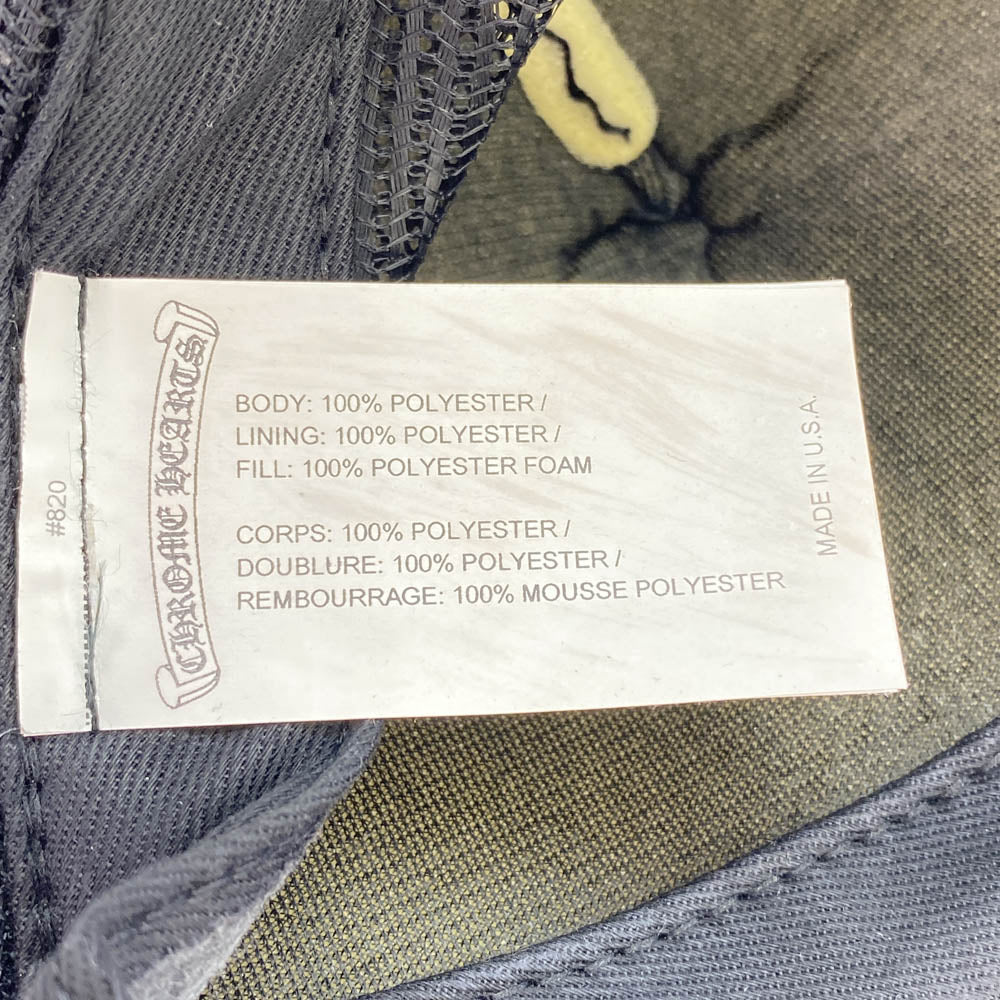 #820
CHROME HEARTS
BODY: 100% POLYESTER /
LINING: 100% POLYESTER /
FILL: 100% POLYESTER FOAM
CORPS: 100% POLYESTER /
DOUBLURE: 100% POLYESTER /
REMBOURRAGE: 100% MOUSSE POLYESTER
MADE IN U.S.A.